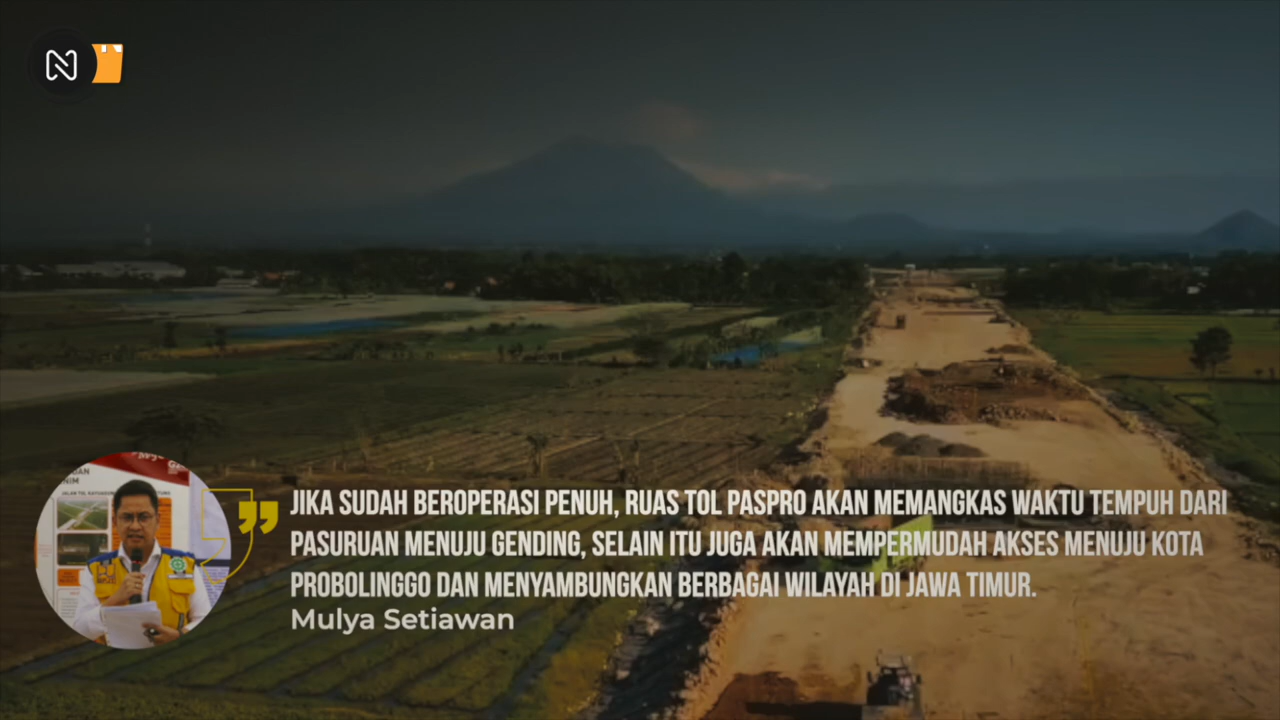 JIKA SUDAH BEROPERASI PENUH, RUAS TOL PASPRO AKAN MEMANGKAS WAKTU TEMPUH DARI
PASURUAN MENUJU GENDING, SELAIN ITU JUGA AKAN MEMPERMUDAH AKSES MENUJU KOTA
PROBOLINGGO DAN MENYAMBUNGKAN BERBAGAI WILAYAH DI JAWA TIMUR.
Mulya Setiawan